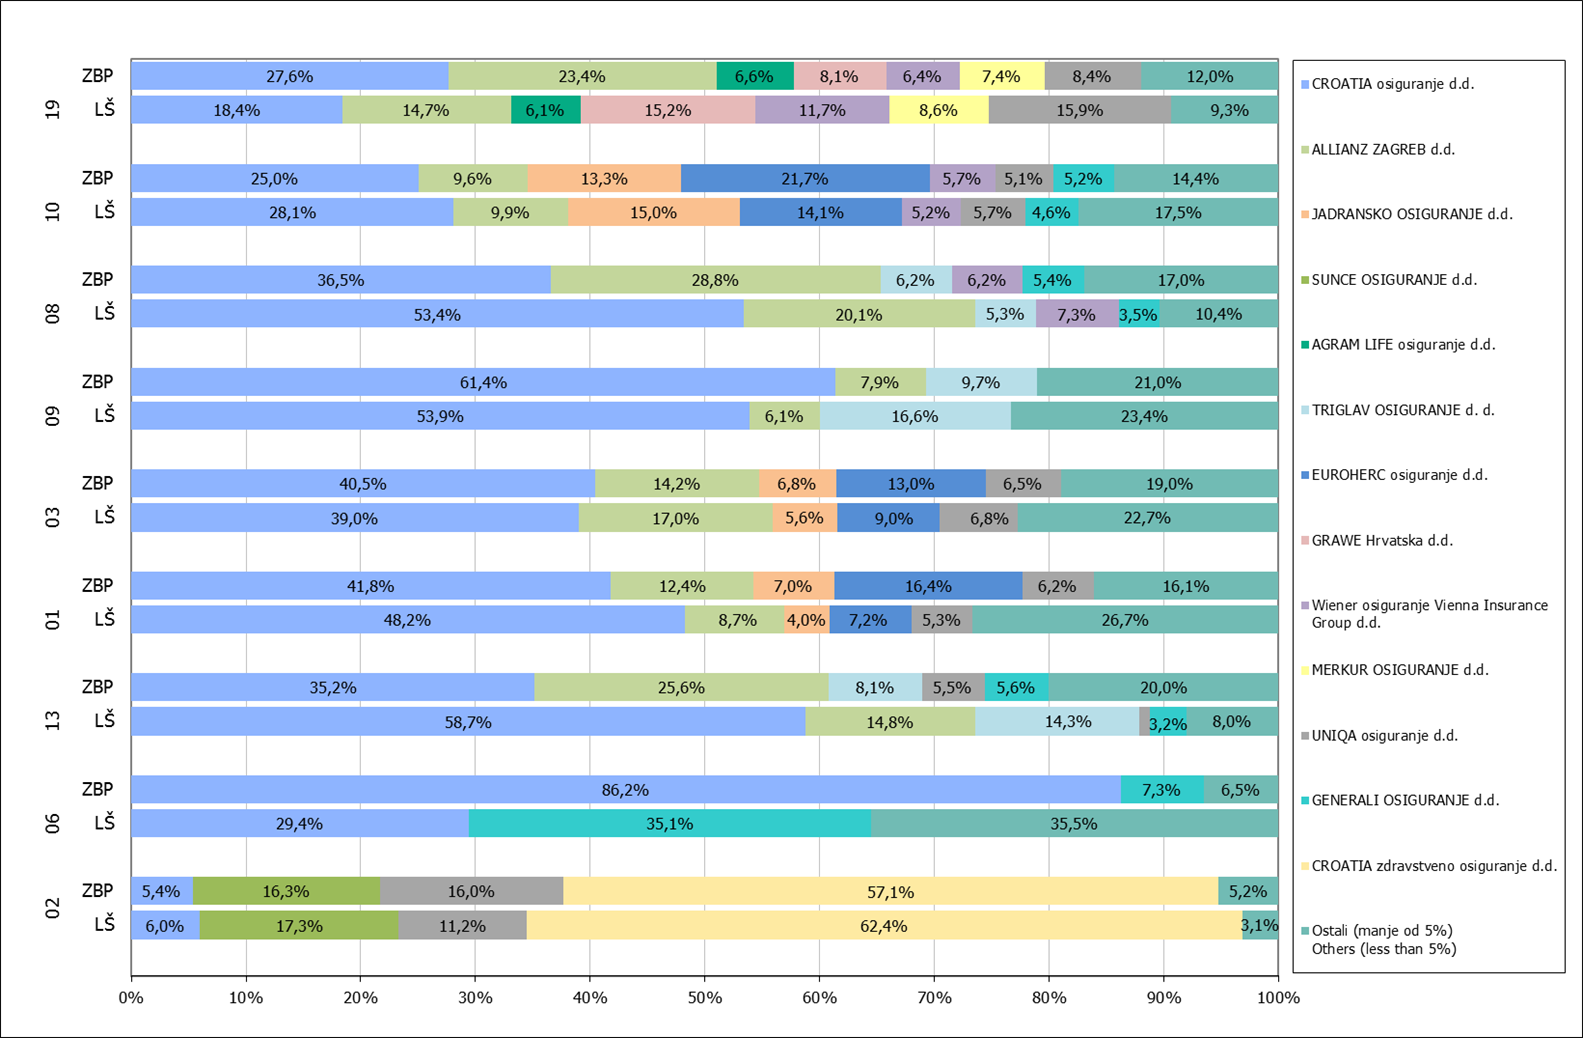 ZBP 27,6% 23,4% 6,6% 8,1% 6,4% 7,4% 8,4% 12,0%
19
LŠ 18,4% 14,7% 6,1% 15,2% 11,7% 8,6% 15,9% 9,3%
ZBP 25,0% 9,6% 13,3% 21,7% 5,7% 5,1% 5,2% 14,4%
10
LŠ 28,1% 9,9% 15,0% 14,1% 5,2% 5,7% 4,6% 17,5%
ZBP 36,5% 28,8% 6,2% 6,2% 5,4% 17,0%
08
LŠ 53,4% 20,1% 5,3% 7,3% 3,5% 10,4%
ZBP 61,4% 7,9% 9,7% 21,0%
09
LŠ 53,9% 6,1% 16,6% 23,4%
ZBP 40,5% 14,2% 6,8% 13,0% 6,5% 19,0%
03
LŠ 39,0% 17,0% 5,6% 9,0% 6,8% 22,7%
ZBP 41,8% 12,4% 7,0% 16,4% 6,2% 16,1%
01
LŠ 48,2% 8,7% 4,0% 7,2% 5,3% 26,7%
ZBP 35,2% 25,6% 8,1% 5,5% 5,6% 20,0%
13
LŠ 58,7% 14,8% 14,3% 3,2% 8,0%
ZBP 86,2% 7,3% 6,5%
06
LŠ 29,4% 35,1% 35,5%
ZBP 5,4% 16,3% 16,0% 57,1% 5,2%
02
LŠ 6,0% 17,3% 11,2% 62,4% 3,1%
0% 10% 20% 30% 40% 50% 60% 70% 80% 90% 100%
CROATIA osiguranje d.d.
ALLIANZ ZAGREB d.d.
JADRANSKO OSIGURANJE d.d.
SUNCE OSIGURANJE d.d.
AGRAM LIFE osiguranje d.d.
TRIGLAV OSIGURANJE d. d.
EUROHERC osiguranje d.d.
GRAWE Hrvatska d.d.
Wiener osiguranje Vienna Insurance
Group d.d.
MERKUR OSIGURANJE d.d.
UNIQA osiguranje d.d.
GENERALI OSIGURANJE d.d.
CROATIA zdravstveno osiguranje d.d.
Ostali (manje od 5%)
Others (less than 5%)